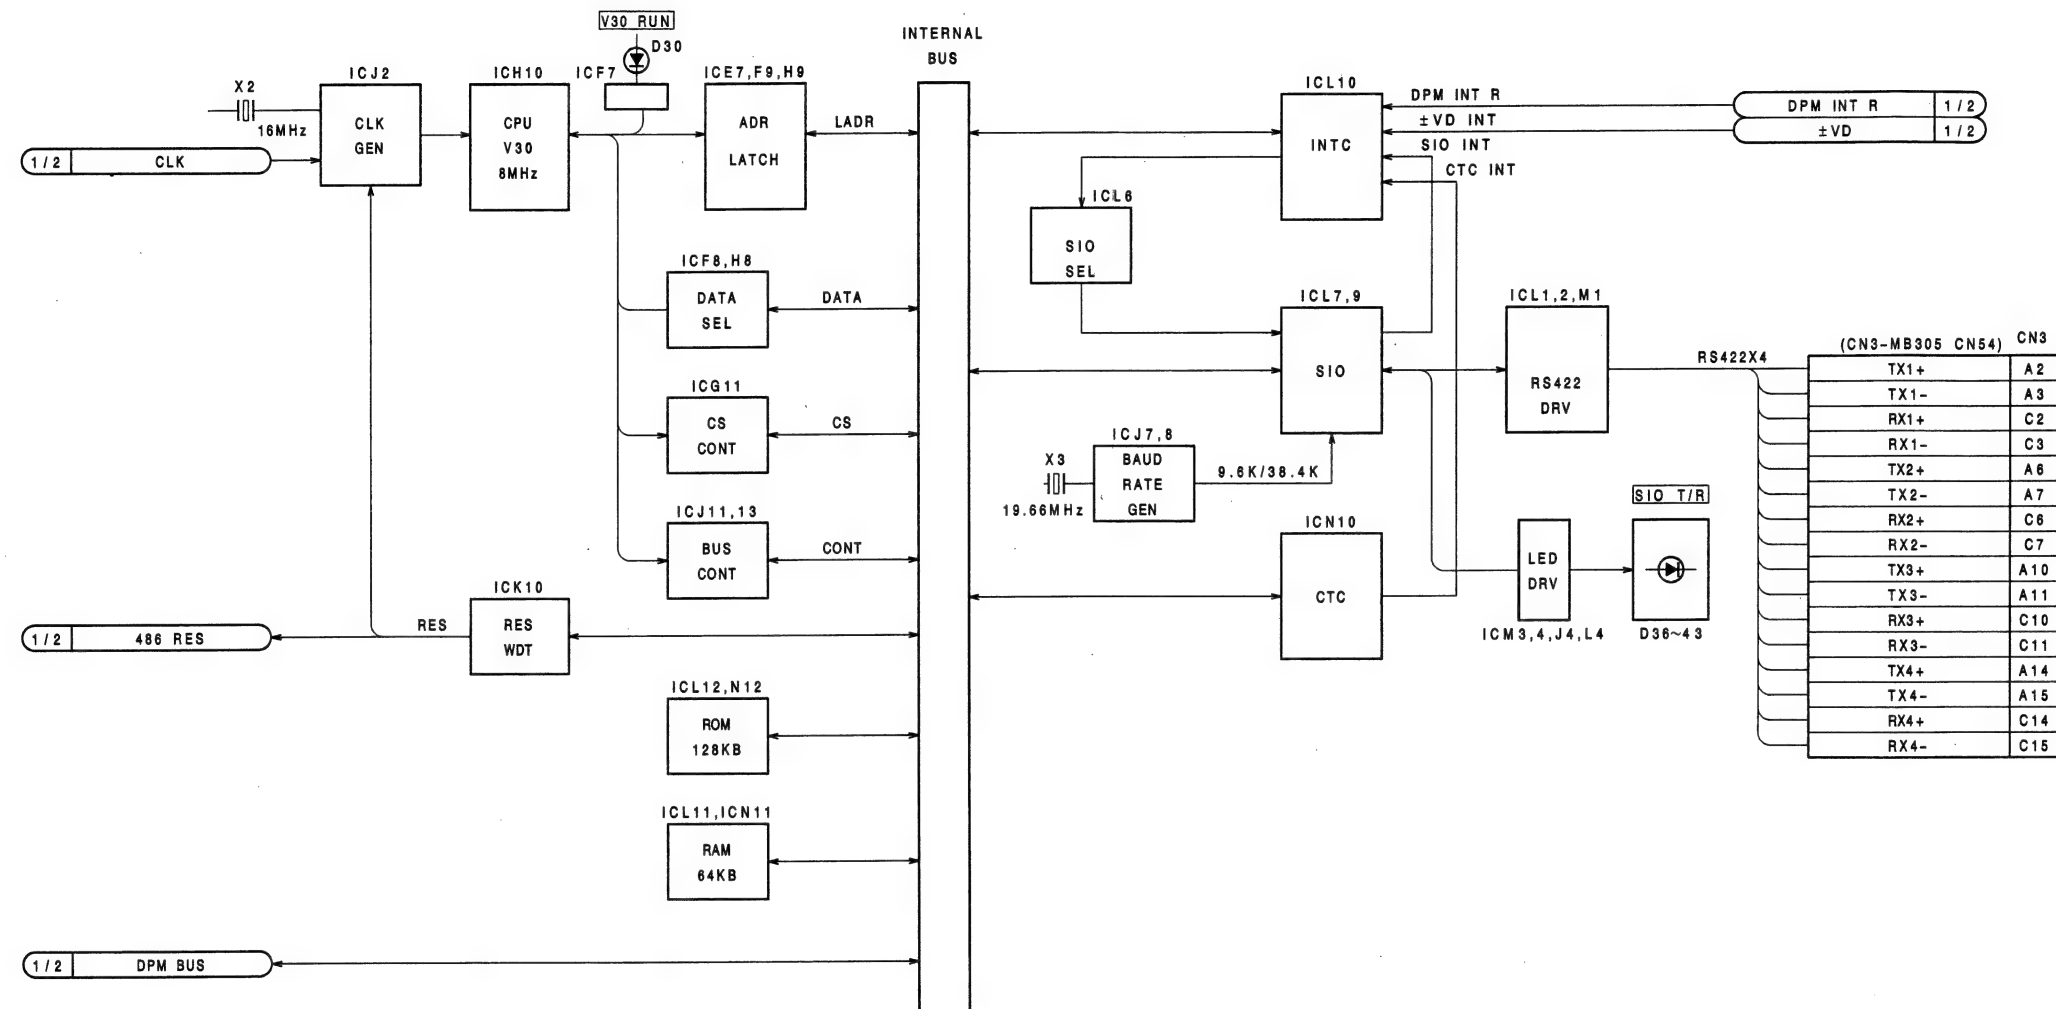 V30 RUN
D30
INTERNAL
BUS
ICJ2
ICH10
ICF7
ICE7,F9,H9
X2
16MHz
CLK
GEN
CPU
V30
8MHz
ADR
LATCH
LADR
1/2 CLK
ICL10
INTC
DPM INT R
±VD INT
SIO INT
CTC INT
DPM INT R 1/2
±VD 1/2
ICL6
SIO
SEL
ICF8,H8
DATA
SEL
DATA
ICL7,9
SIO
ICL1,2,M1
RS422
DRV
RS422X4
ICG11
CS
CONT
CS
ICJ7,8
BAUD
RATE
GEN
X3
19.66MHz
9.6K/38.4K
ICJ11,13
BUS
CONT
CONT
ICN10
CTC
SIO T/R
LED
DRV
ICM3,4,J4,L4
D36~43
ICK10
RES
WDT
RES
1/2 486 RES
ICL12,N12
ROM
128KB
ICL11,ICN11
RAM
64KB
1/2 DPM BUS
(CN3-MB305 CN54) CN3
TX1+ A2
TX1- A3
RX1+ C2
RX1- C3
TX2+ A6
TX2- A7
RX2+ C6
RX2- C7
TX3+ A10
TX3- A11
RX3+ C10
RX3- C11
TX4+ A14
TX4- A15
RX4+ C14
RX4- C15